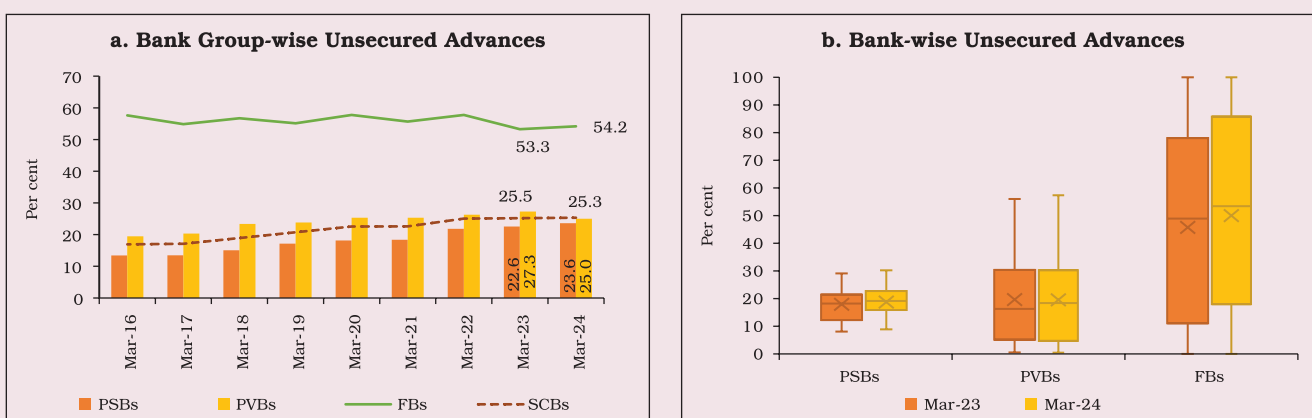 a. Bank Group-wise Unsecured Advances
Per cent
70
60
50
40
30
20
10
0
54.2
53.3
25.5
25.3
22.6
27.3
23.6
25.0
Mar-16
Mar-17
Mar-18
Mar-19
Mar-20
Mar-21
Mar-22
Mar-23
Mar-24
PSBs PVBs FBs SCBs
b. Bank-wise Unsecured Advances
Per cent
100
90
80
70
60
50
40
30
20
10
0
PSBs PVBs FBs
Mar-23 Mar-24